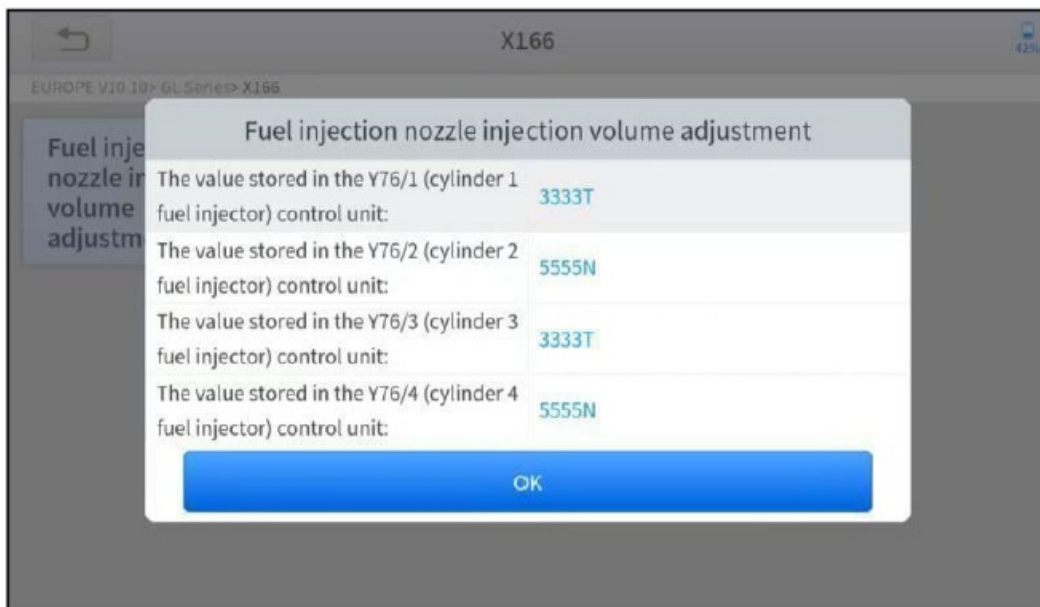 X166
42%
EUROPE V10.10> GL Series> X166
Fuel inje
nozzle in
volume
adjustm
Fuel injection nozzle injection volume adjustment
The value stored in the Y76/1 (cylinder 1
fuel injector) control unit:
3333T
The value stored in the Y76/2 (cylinder 2
fuel injector) control unit:
5555N
The value stored in the Y76/3 (cylinder 3
fuel injector) control unit:
3333T
The value stored in the Y76/4 (cylinder 4
fuel injector) control unit:
5555N
OK